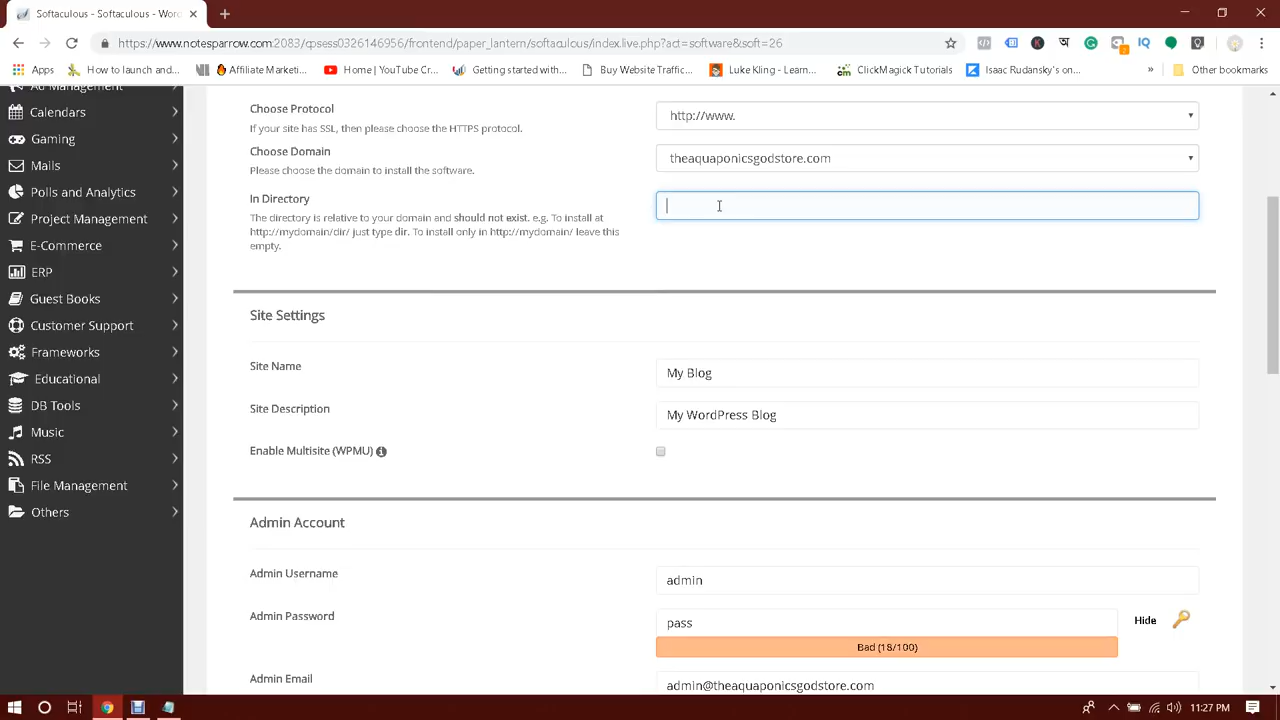 Softaculous - Softaculous - Wor
https://www.notesparrow.com:2083/cpsess0326146956/frontend/paper_lantern/softaculous/index.live.php?act=software&soft=26
Apps
How to launch and...
Affiliate Marketi...
Home | YouTube Cr...
Getting started with...
Buy Website Traffic...
Luke Kling - Learn...
ClickMagick Tutorials
Isaac Rudansky's on...
Other bookmarks
Ad Management
Calendars
Gaming
Mails
Polls and Analytics
Project Management
E-Commerce
ERP
Guest Books
Customer Support
Frameworks
Educational
DB Tools
Music
RSS
File Management
Others
Choose Protocol
If your site has SSL, then please choose the HTTPS protocol.
http://www.
Choose Domain
Please choose the domain to install the software.
theaquaponicsgodstore.com
In Directory
The directory is relative to your domain and should not exist. e.g. To install at
http://mydomain/dir/ just type dir. To install only in http://mydomain/ leave this
empty.
Site Settings
Site Name
My Blog
Site Description
My WordPress Blog
Enable Multisite (WPMU)
Admin Account
Admin Username
admin
Admin Password
pass
Hide
Bad (18/100)
Admin Email
admin@theaquaponicsgodstore.com
11:27 PM